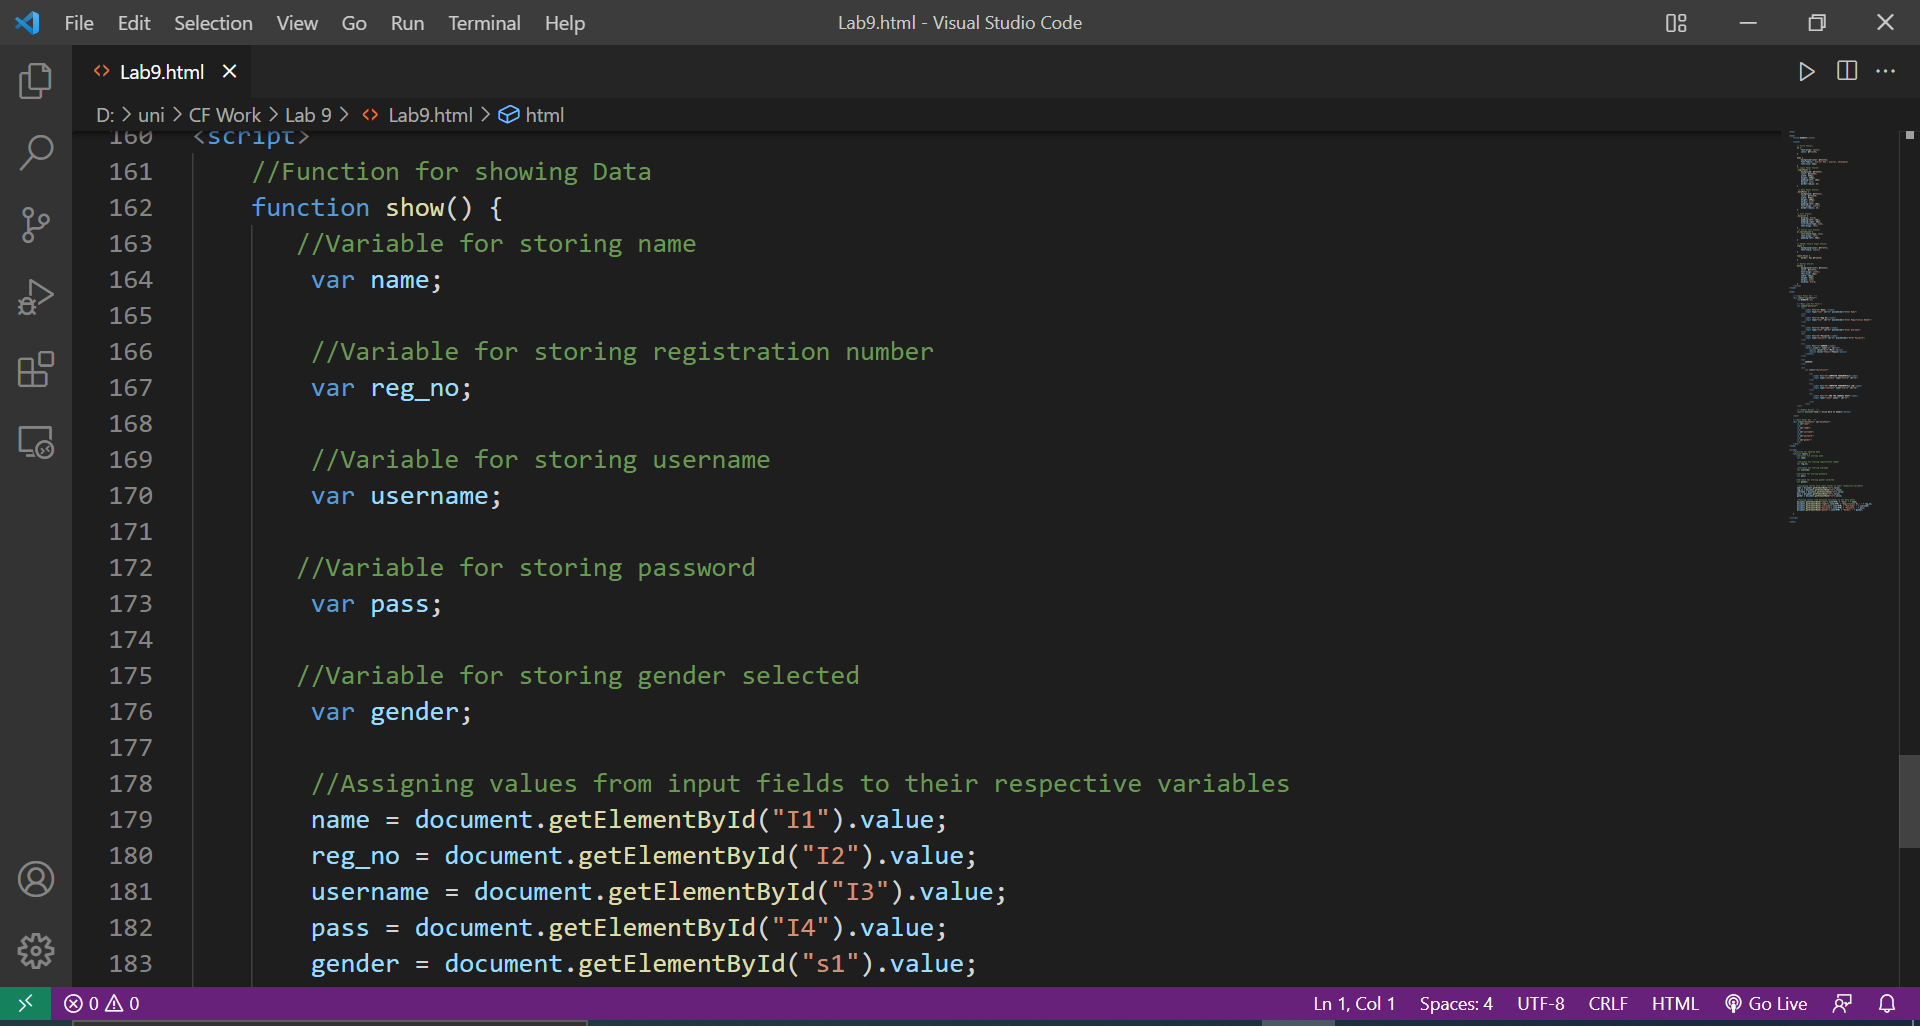 File Edit Selection View Go Run Terminal Help Lab9.html - Visual Studio Code
Lab9.html
D: > uni > CF Work > Lab 9 > Lab9.html > html
160 <script>
161 //Function for showing Data
162 function show() {
163 //Variable for storing name
164 var name;
165
166 //Variable for storing registration number
167 var reg_no;
168
169 //Variable for storing username
170 var username;
171
172 //Variable for storing password
173 var pass;
174
175 //Variable for storing gender selected
176 var gender;
177
178 //Assigning values from input fields to their respective variables
179 name = document.getElementById("I1").value;
180 reg_no = document.getElementById("I2").value;
181 username = document.getElementById("I3").value;
182 pass = document.getElementById("I4").value;
183 gender = document.getElementById("s1").value;
0 0 Ln 1, Col 1 Spaces: 4 UTF-8 CRLF HTML Go Live